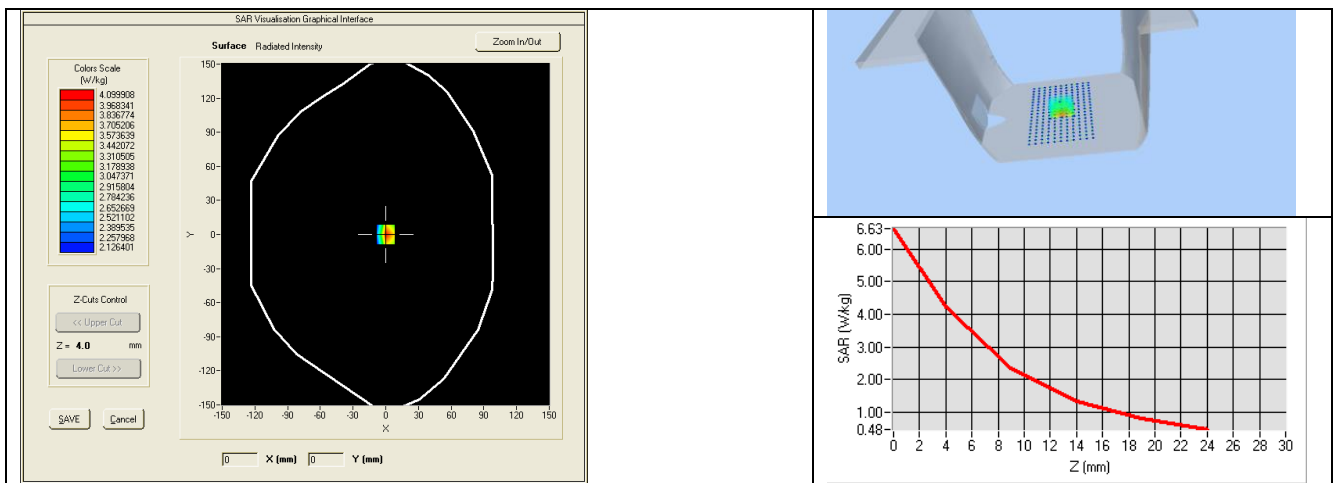 SAR Visualisation Graphical Interface
Surface Radiated Intensity
Zoom In/Out
Colors Scale
(W/kg)
4.099908
3.968341
3.836774
3.705206
3.573639
3.442072
3.310505
3.178938
3.047371
2.915804
2.784236
2.652669
2.521102
2.389535
2.257968
2.126401
Z-Cuts Control
<< Upper Cut
Z = 4.0 mm
Lower Cut >>
SAVE Cancel
150-
120-
90-
60-
30-
Y 0-
-30-
-60-
-90-
-120-
-150-
-150 -120 -90 -60 -30 0 30 60 90 120 150
X
0 X (mm) 0 Y (mm)
6.63-
6.00-
5.00-
4.00-
3.00-
2.00-
1.00-
0.48-
SAR (W/kg)
0 2 4 6 8 10 12 14 16 18 20 22 24 26 28 30
Z (mm)